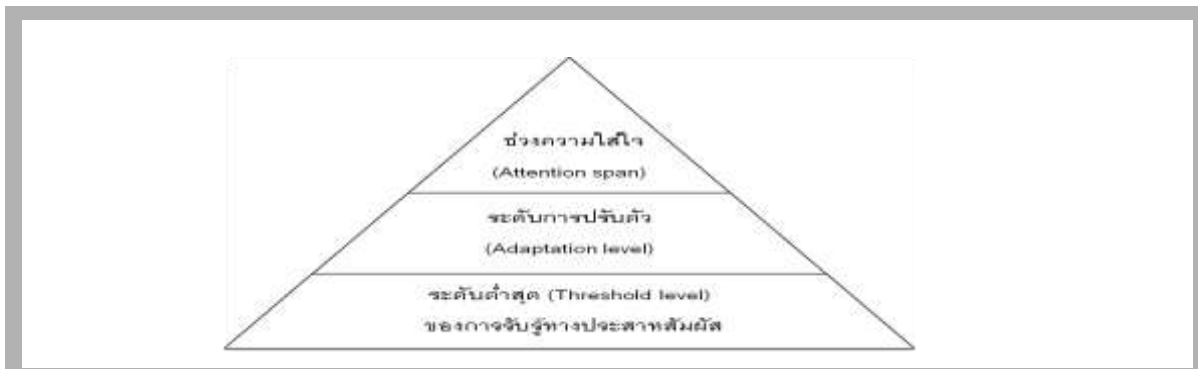 ช่วงความใส่ใจ
(Attention span)
ระดับการปรับตัว
(Adaptation level)
ระดับต่ำสุด (Threshold level)
ของการรับรู้ทางประสาทสัมผัส